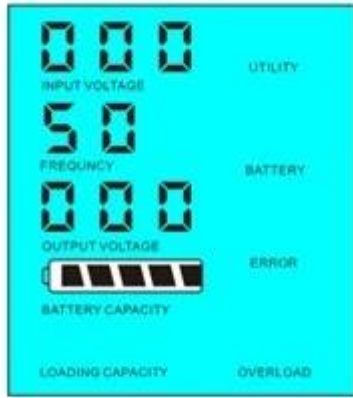 000
INPUT VOLTAGE
UTILITY
50
FREQUNCY
BATTERY
000
OUTPUT VOLTAGE
ERROR
BATTERY CAPACITY
LOADING CAPACITY
OVERLOAD